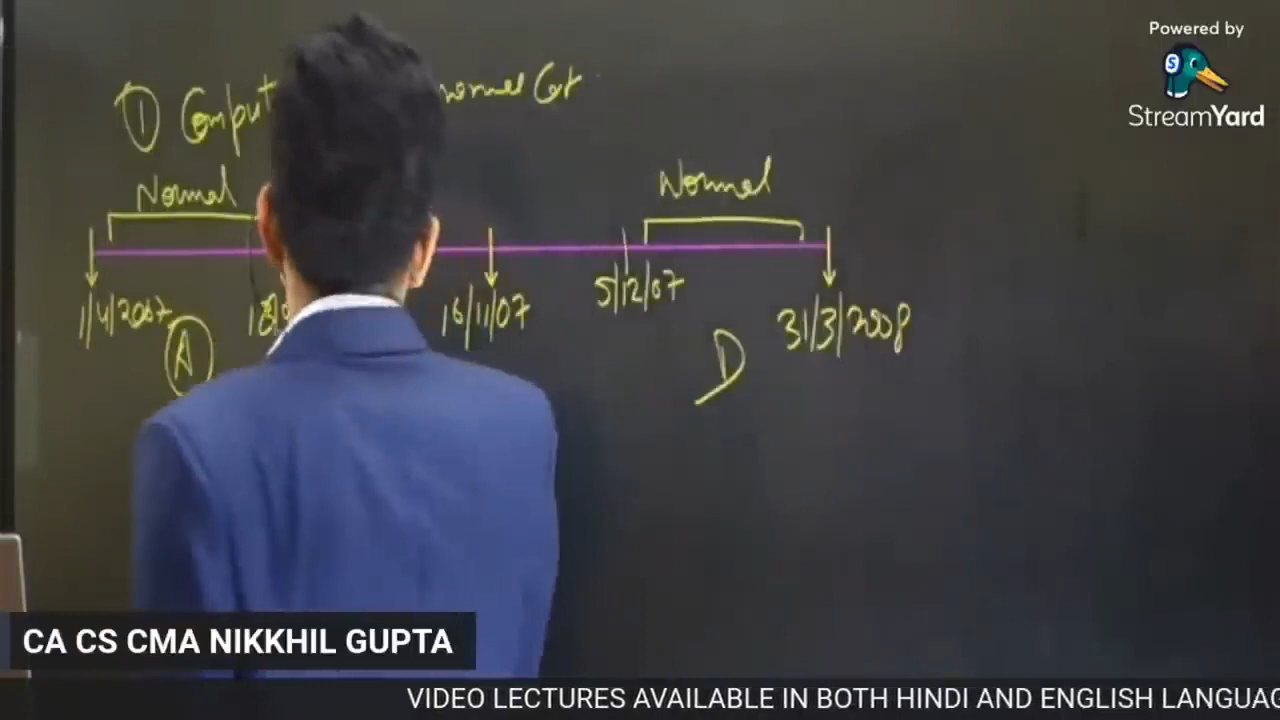 Powered by
StreamYard
① Comput
Normal
Normal
1/4/2007
16/11/07
5/12/07
31/3/2008
A
D
CA CS CMA NIKKHIL GUPTA
VIDEO LECTURES AVAILABLE IN BOTH HINDI AND ENGLISH LANGUAG